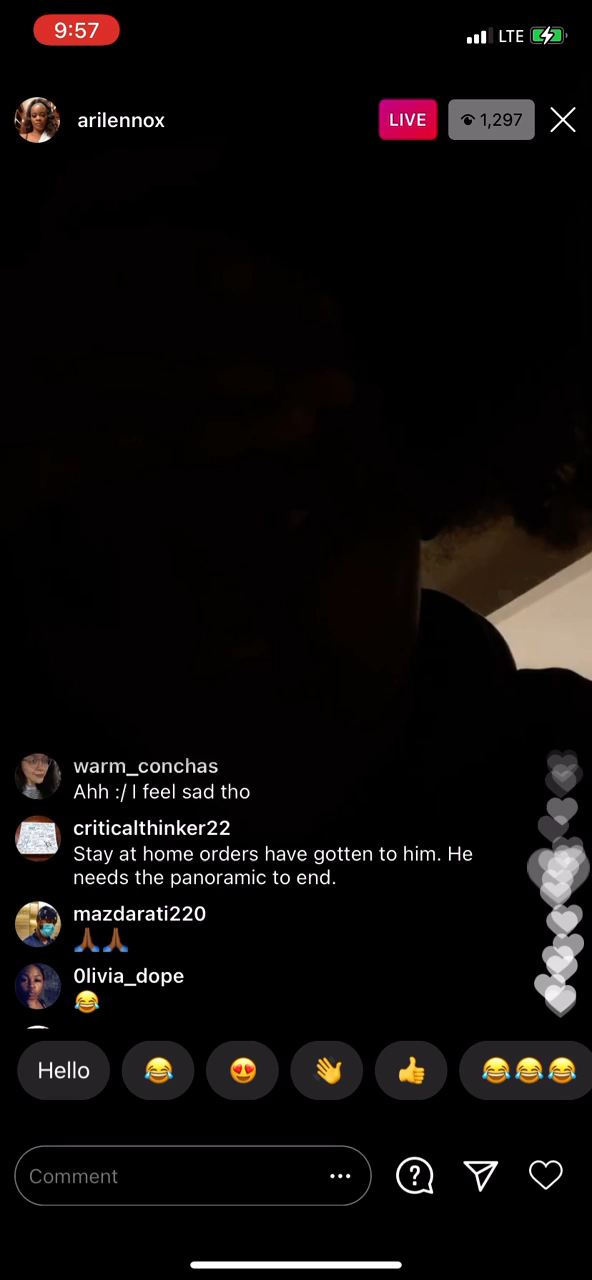 9:57
LTE
arilennox
LIVE
1,297
warm_conchas
Ahh :/ I feel sad tho
criticalthinker22
Stay at home orders have gotten to him. He
needs the panoramic to end.
mazdarati220
🙏🏾🙏🏾
0livia_dope
😂
Hello 😂 😍 👋 👍 😂😂😂
Comment